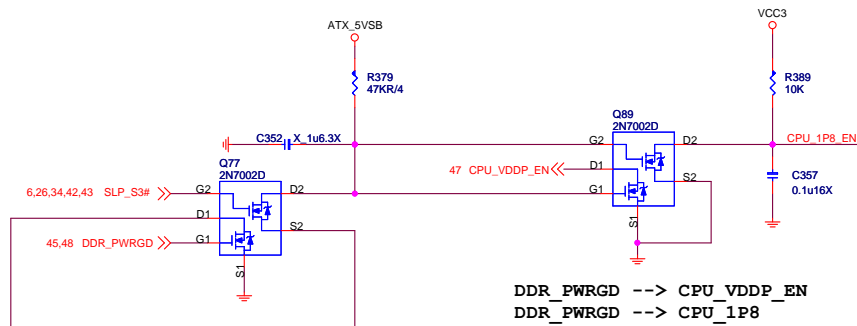 ATX_5VSB
VCC3
R379
47KR/4
R389
10K
Q89
2N7002D
C352 X_1u6.3X
G2 D2 CPU_1P8_EN
Q77
2N7002D
47 CPU_VDDP_EN D1
S2 C357
0.1u16X
6,26,34,42,43 SLP_S3# G2 D2 G1
D1
S1
45,48 DDR_PWRGD G1 S2
S1
DDR_PWRGD --> CPU_VDDP_EN
DDR_PWRGD --> CPU_1P8